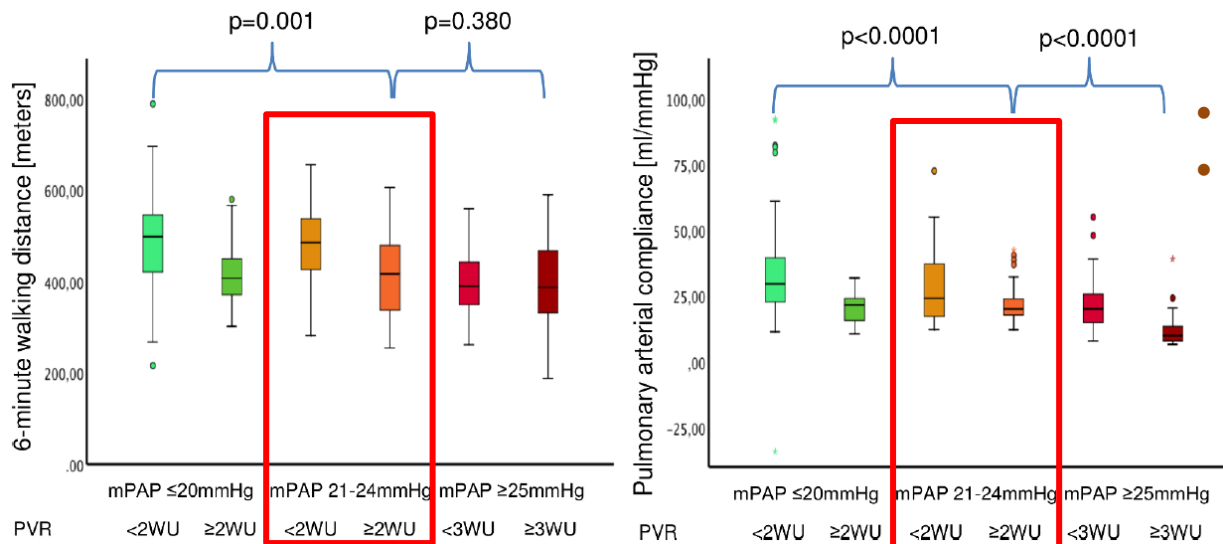 p=0.001 p=0.380
6-minute walking distance [meters]
800,00
600,00
400,00
200,00
,00
mPAP ≤20mmHg mPAP 21-24mmHg mPAP ≥25mmHg
PVR <2WU ≥2WU <2WU ≥2WU <3WU ≥3WU
p<0.0001 p<0.0001
Pulmonary arterial compliance [ml/mmHg]
100,00
75,00
50,00
25,00
,00
-25,00
mPAP ≤20mmHg mPAP 21-24mmHg mPAP ≥25mmHg
PVR <2WU ≥2WU <2WU ≥2WU <3WU ≥3WU